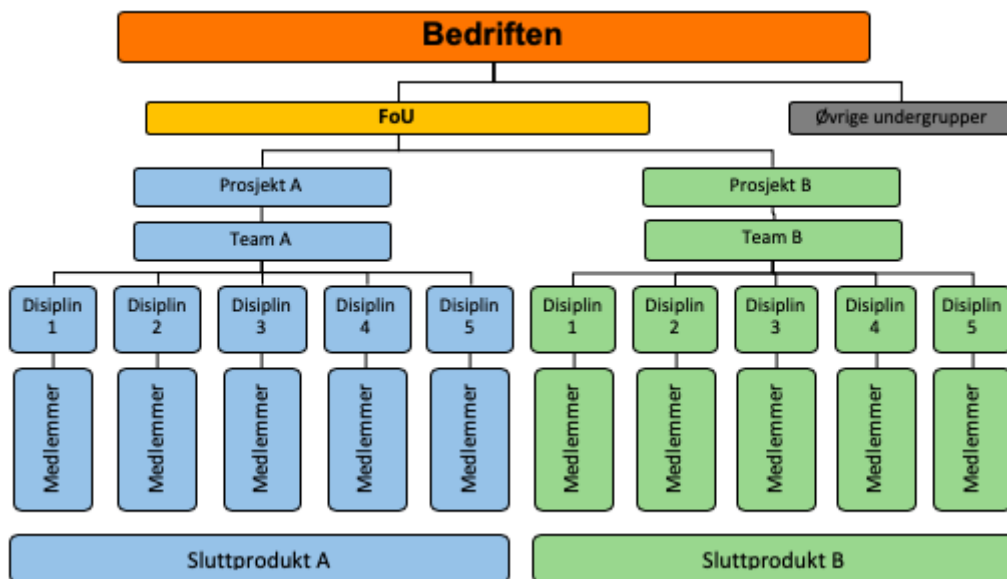 Bedriften
FoU
Øvrige undergrupper
Prosjekt A
Prosjekt B
Team A
Team B
Disiplin
1
Disiplin
2
Disiplin
3
Disiplin
4
Disiplin
5
Disiplin
1
Disiplin
2
Disiplin
3
Disiplin
4
Disiplin
5
Medlemmer
Medlemmer
Medlemmer
Medlemmer
Medlemmer
Medlemmer
Medlemmer
Medlemmer
Medlemmer
Medlemmer
Sluttprodukt A
Sluttprodukt B